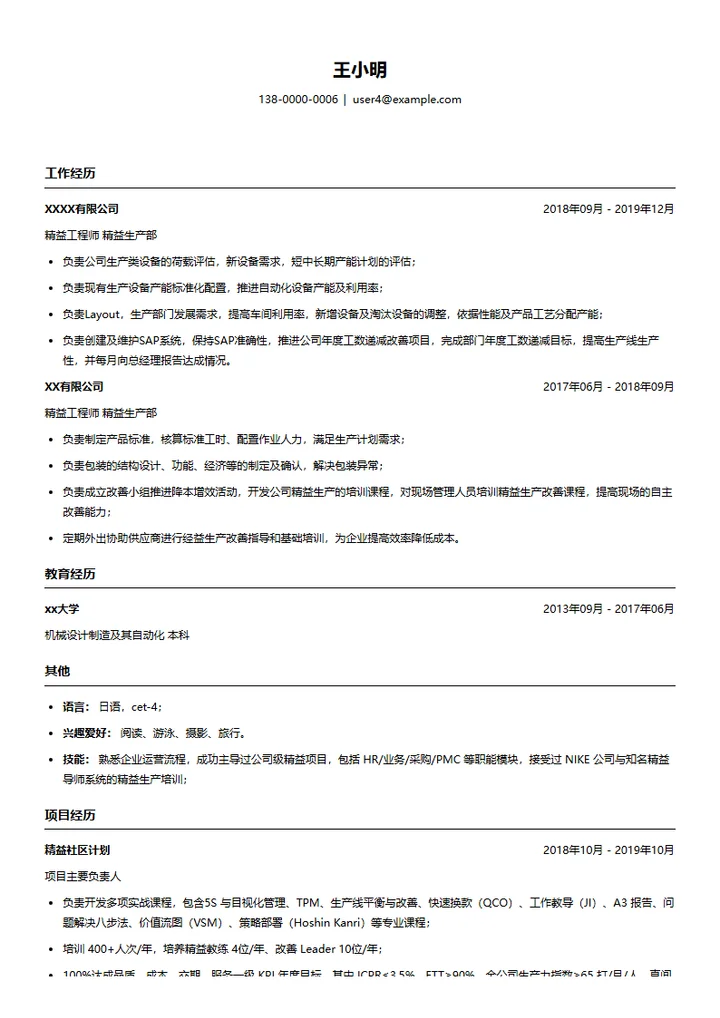 王小明
138-0000-0006 | user4@example.com
工作经历
XXXX有限公司 2018年09月 - 2019年12月
精益工程师 精益生产部
• 负责公司生产类设备的荷载评估，新设备需求，短中长期产能计划的评估；
• 负责现有生产设备产能标准化配置，推进自动化设备产能及利用率；
• 负责Layout，生产部门发展需求，提高车间利用率，新增设备及淘汰设备的调整，依据性能及产品工艺分配产能；
• 负责创建及维护SAP系统，保持SAP准确性，推进公司年度工数递减改善项目，完成部门年度工数递减目标，提高生产线生产
性，并每月向总经理报告达成情况。
XX有限公司 2017年06月 - 2018年09月
精益工程师 精益生产部
• 负责制定产品标准，核算标准工时、配置作业人力，满足生产计划需求；
• 负责包装的结构设计、功能、经济等的制定及确认，解决包装异常；
• 负责成立改善小组推进降本增效活动，开发公司精益生产的培训课程，对现场管理人员培训精益生产改善课程，提高现场的自主
改善能力；
• 定期外出协助供应商进行经益生产改善指导和基础培训，为企业提高效率降低成本。
教育经历
xx大学 2013年09月 - 2017年06月
机械设计制造及其自动化 本科
其他
• 语言： 日语，cet-4；
• 兴趣爱好： 阅读、游泳、摄影、旅行。
• 技能： 熟悉企业运营流程，成功主导过公司级精益项目，包括 HR/业务/采购/PMC 等职能模块，接受过 NIKE 公司与知名精益
导师系统的精益生产培训；
项目经历
精益社区计划 2018年10月 - 2019年10月
项目主要负责人
• 负责开发多项实战课程，包含5S 与目视化管理、TPM、生产线平衡与改善、快速换款（QCO）、工作教导（JI）、A3 报告、问
题解决八步法、价值流图（VSM）、策略部署（Hoshin Kanri）等专业课程；
• 培训 400+人次/年，培养精益教练 4位/年、改善 Leader 10位/年；
• 100%达成品质、成本、交期、服务一级 KPI 年度目标，其中